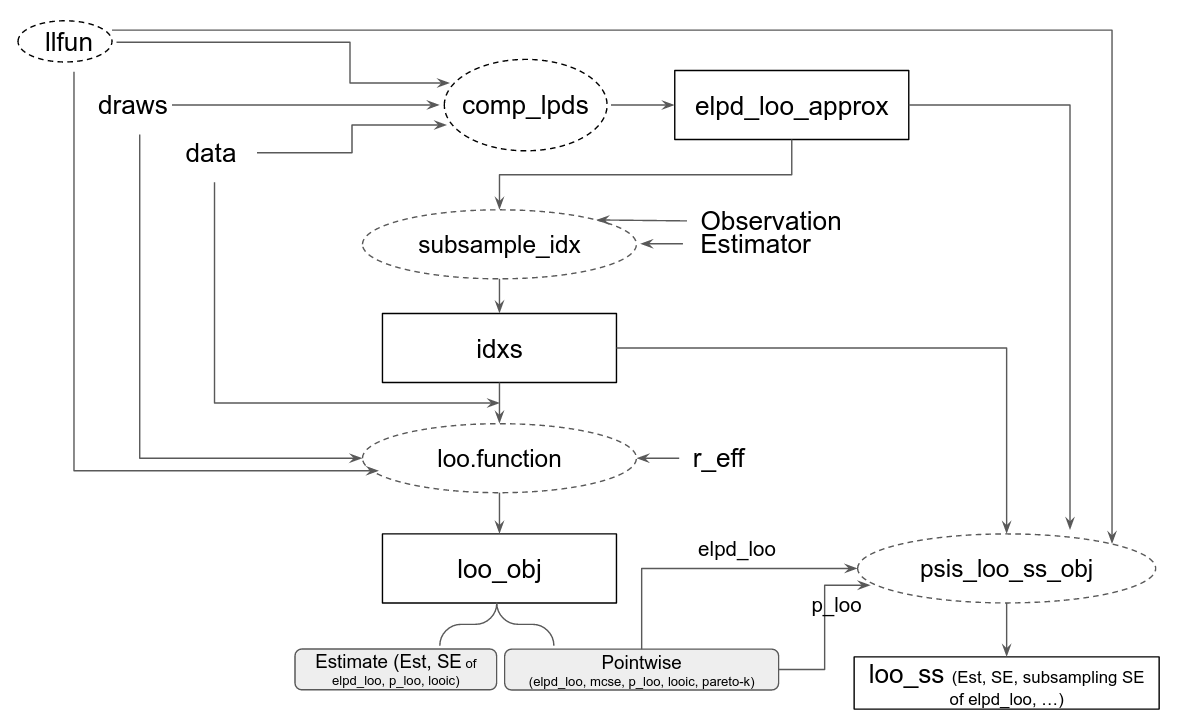 llfun
draws
comp_lpds
elpd_loo_approx
data
Observation
Estimator
subsample_idx
idxs
loo.function
r_eff
loo_obj
elpd_loo
psis_loo_ss_obj
p_loo
Estimate (Est, SE of
elpd_loo, p_loo, looic)
Pointwise
(elpd_loo, mcse, p_loo, looic, pareto-k)
loo_ss (Est, SE, subsampling SE
of elpd_loo, …)